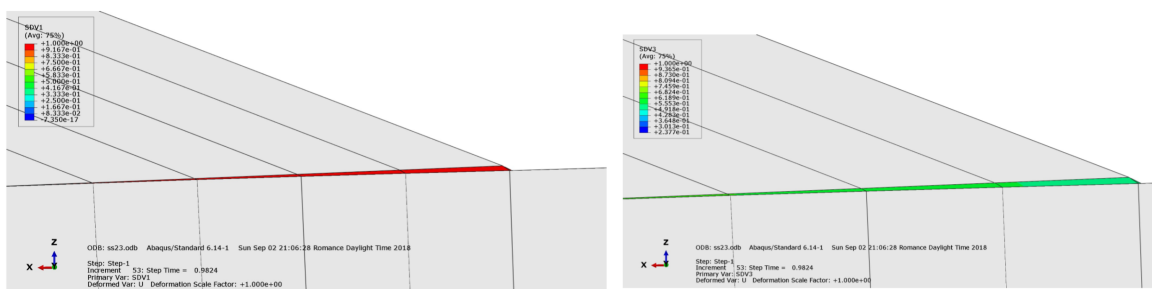 SDV1
(Avg: 75%)
+1.000e+00
+9.167e-01
+8.333e-01
+7.500e-01
+6.667e-01
+5.833e-01
+5.000e-01
+4.167e-01
+3.333e-01
+2.500e-01
+1.667e-01
+8.333e-02
-7.350e-17
Z
X
ODB: ss23.odb Abaqus/Standard 6.14-1 Sun Sep 02 21:06:28 Romance Daylight Time 2018
Step: Step-1
Increment 53: Step Time = 0.9824
Primary Var: SDV1
Deformed Var: U Deformation Scale Factor: +1.000e+00
SDV3
(Avg: 75%)
+1.000e+00
+9.365e-01
+8.730e-01
+8.094e-01
+7.459e-01
+6.824e-01
+6.189e-01
+5.553e-01
+4.918e-01
+4.283e-01
+3.648e-01
+3.013e-01
+2.377e-01
Z
X
ODB: ss23.odb Abaqus/Standard 6.14-1 Sun Sep 02 21:06:28 Romance Daylight Time 2018
Step: Step-1
Increment 53: Step Time = 0.9824
Primary Var: SDV3
Deformed Var: U Deformation Scale Factor: +1.000e+00